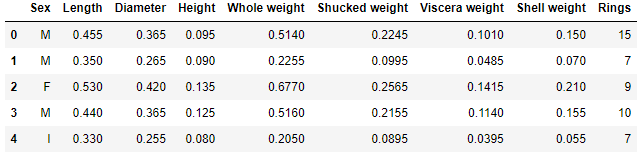 Sex Length Diameter Height Whole weight Shucked weight Viscera weight Shell weight Rings
0 M 0.455 0.365 0.095 0.5140 0.2245 0.1010 0.150 15
1 M 0.350 0.265 0.090 0.2255 0.0995 0.0485 0.070 7
2 F 0.530 0.420 0.135 0.6770 0.2565 0.1415 0.210 9
3 M 0.440 0.365 0.125 0.5160 0.2155 0.1140 0.155 10
4 I 0.330 0.255 0.080 0.2050 0.0895 0.0395 0.055 7